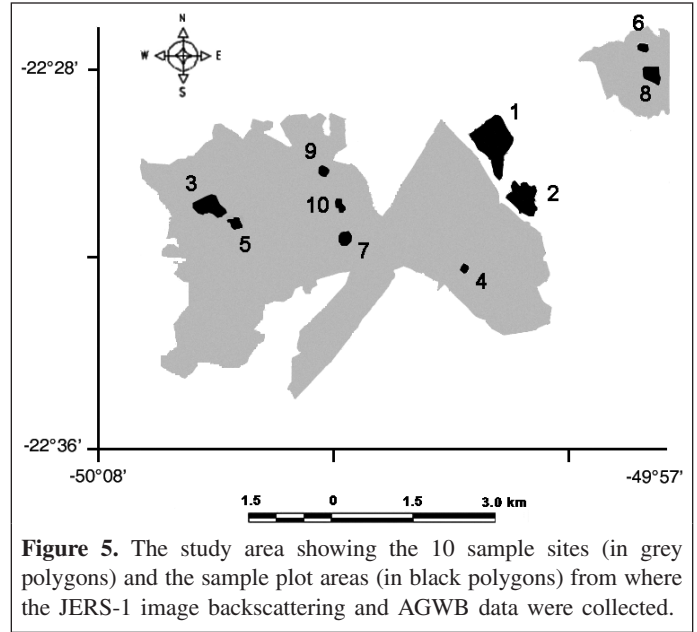 N
W E
S
6
-22°28'
8
1
9
3
2
10
5
7
4
-22°36'
-50°08' -49°57'
1.5 0 1.5 3.0 km
Figure 5. The study area showing the 10 sample sites (in grey
polygons) and the sample plot areas (in black polygons) from where
the JERS-1 image backscattering and AGWB data were collected.